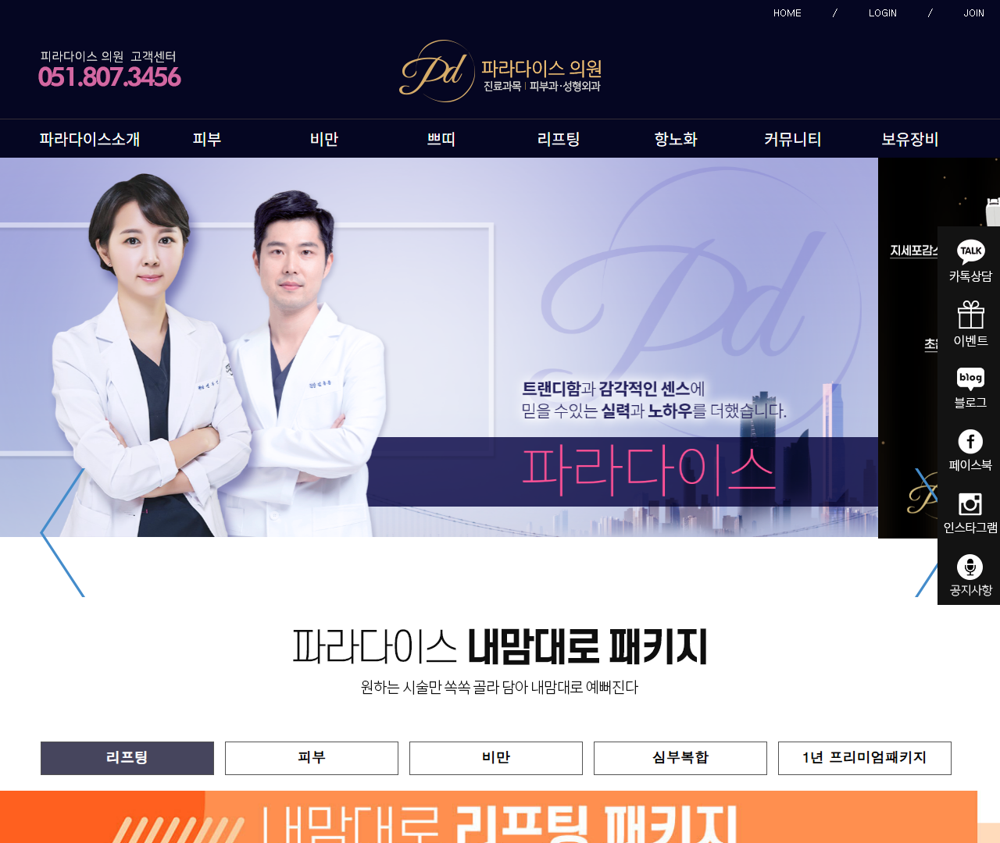 HOME / LOGIN / JOIN
파라다이스 의원 고객센터
051.807.3456
Pd
파라다이스 의원
진료과목 | 피부과·성형외과
파라다이스소개 피부 비만 쁘띠 리프팅 항노화 커뮤니티 보유장비
Pd
트랜디함과 감각적인 센스에
믿을 수있는 실력과 노하우를 더했습니다.
파라다이스
지세포감
TALK
카톡상담
이벤트
blog
블로그
페이스북
인스타그램
공지사항
파라다이스 내맘대로 패키지
원하는 시술만 쏙쏙 골라 담아 내맘대로 예뻐진다
리프팅 피부 비만 심부복합 1년 프리미엄패키지
내맘대로 리프팅 패키지